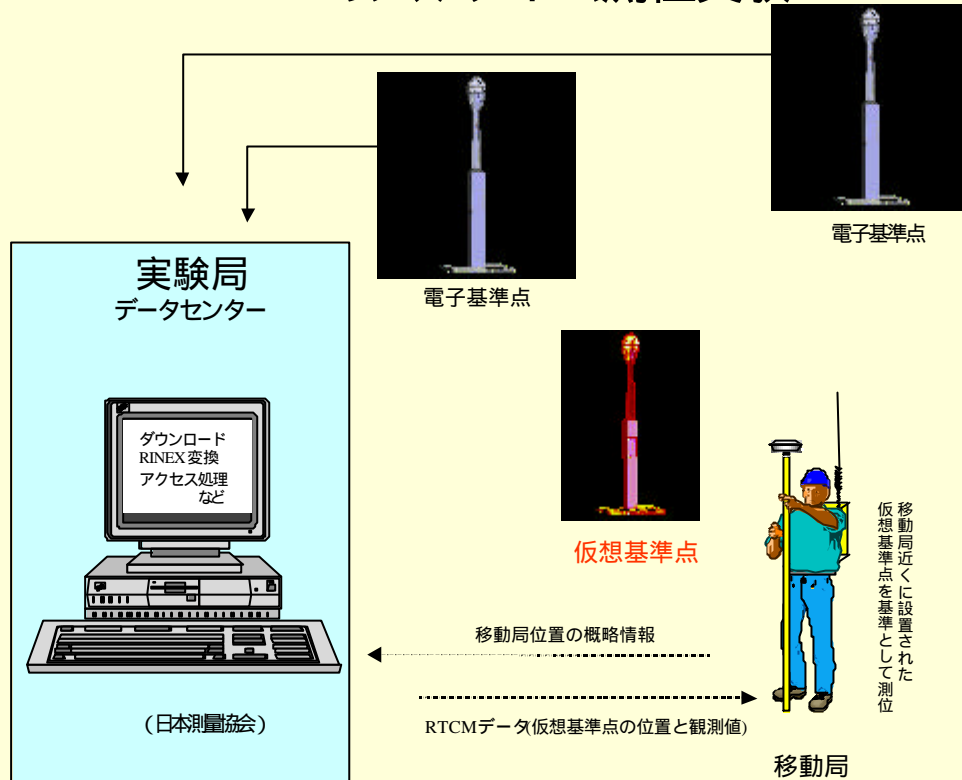 電子基準点
電子基準点
実験局
データセンター
ダウンロード
RINEX変換
アクセス処理
など
(日本測量協会)
仮想基準点
移動局位置の概略情報
RTCMデータ(仮想基準点の位置と観測値)
移動局近くに設置された
仮想基準点を基準として測位
移動局